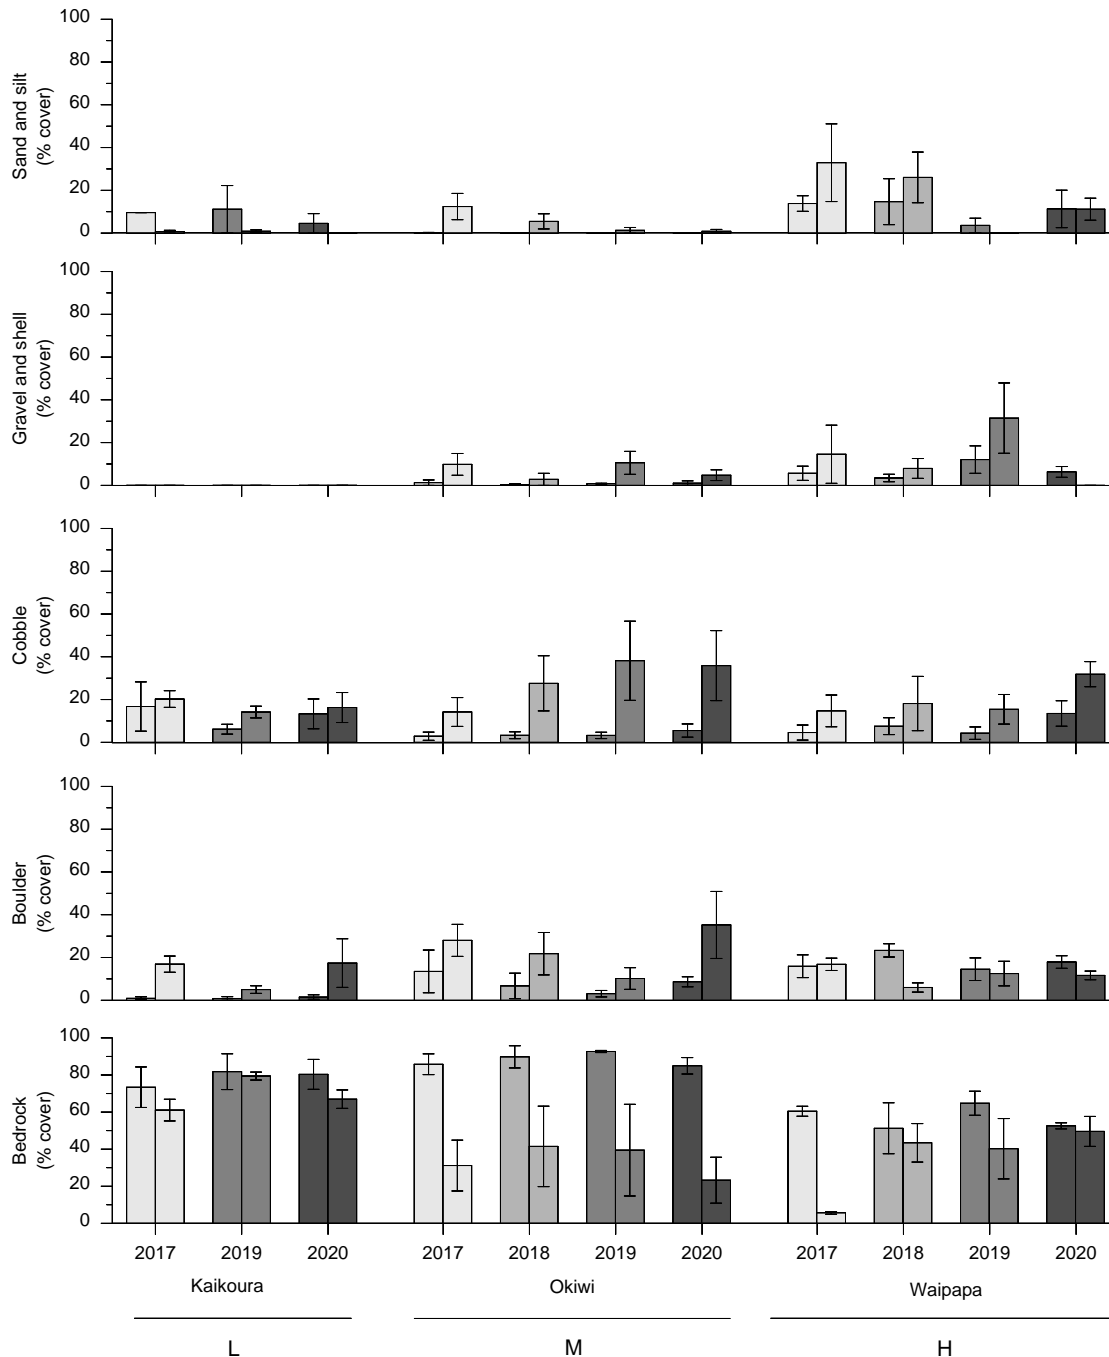 100
80
60
40
20
0
Sand and silt
(% cover)
100
80
60
40
20
0
Gravel and shell
(% cover)
100
80
60
40
20
0
Cobble
(% cover)
100
80
60
40
20
0
Boulder
(% cover)
100
80
60
40
20
0
Bedrock
(% cover)
2017 2019 2020 2017 2018 2019 2020 2017 2018 2019 2020
Kaikoura Okiwi Waipapa
L M H